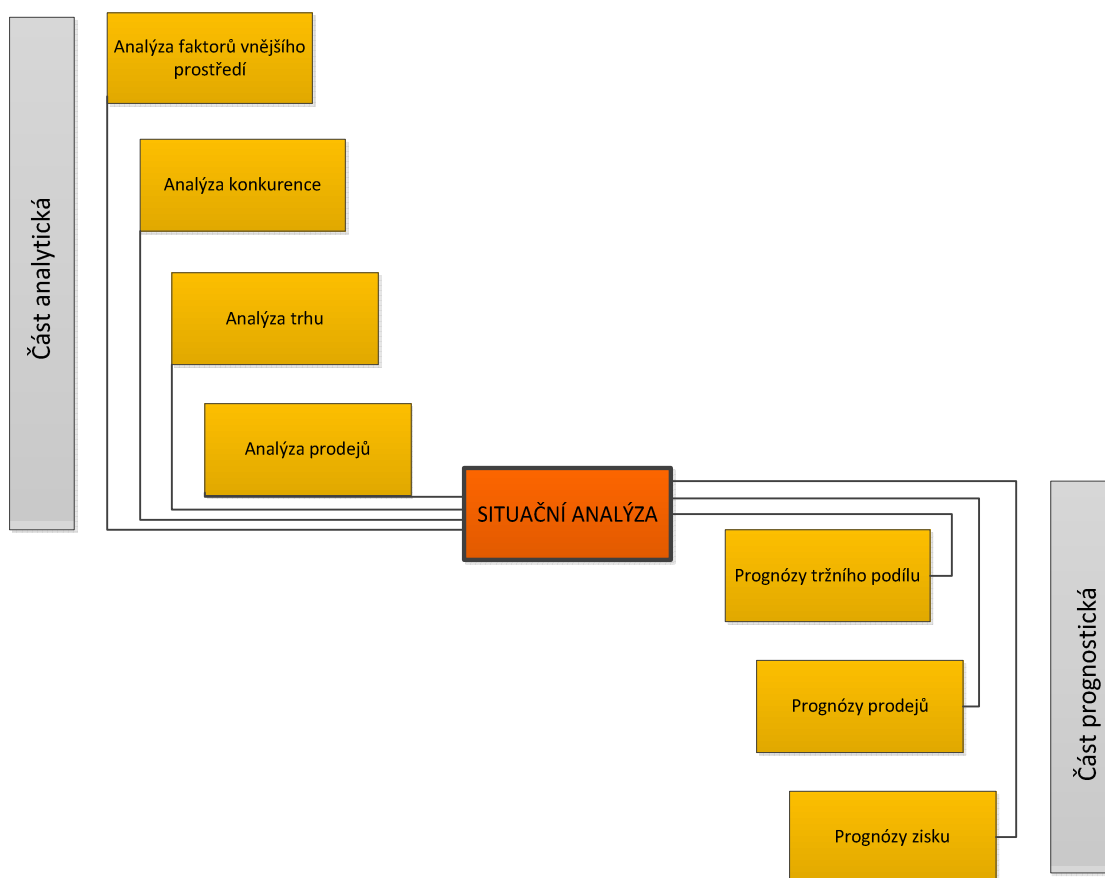 Část analytická
Analýza faktorů vnějšího
prostředí
Analýza konkurence
Analýza trhu
Analýza prodejů
SITUAČNÍ ANALÝZA
Prognózy tržního podílu
Prognózy prodejů
Prognózy zisku
Část prognostická